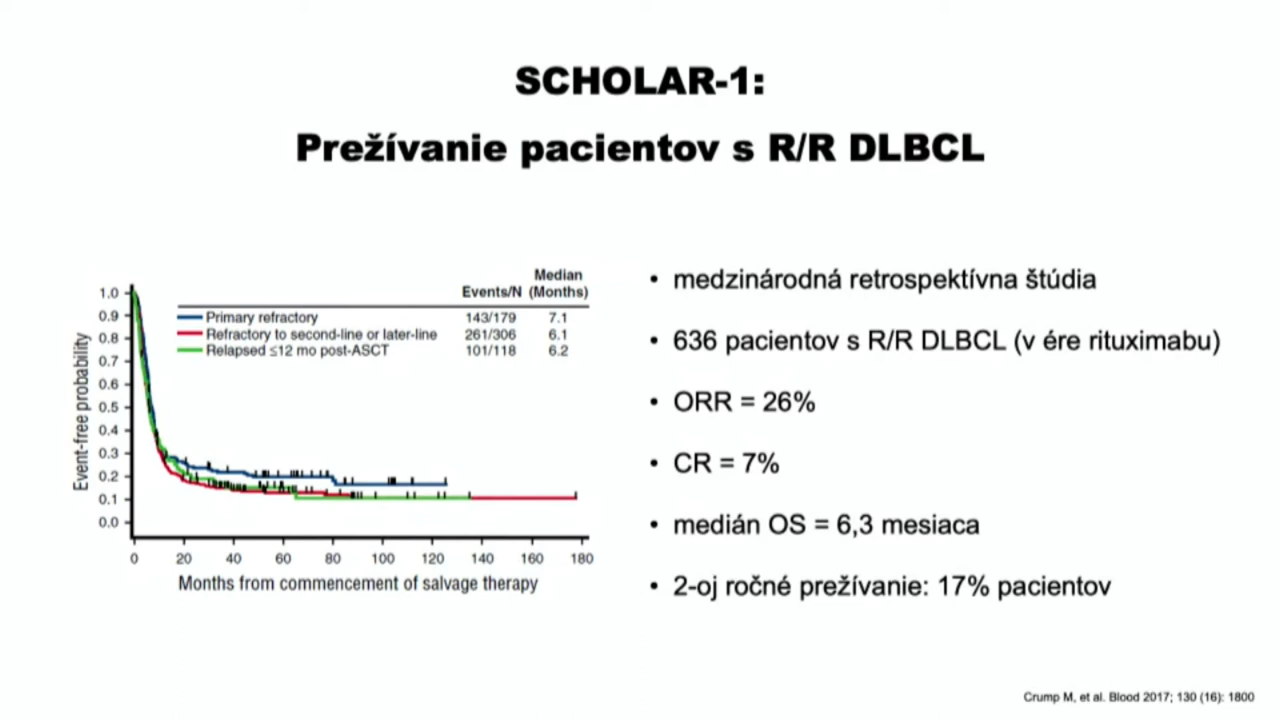 SCHOLAR-1:
Prežívanie pacientov s R/R DLBCL
Median
Events/N (Months)
Primary refractory 143/179 7.1
Refractory to second-line or later-line 261/306 6.1
Relapsed ≤12 mo post-ASCT 101/118 6.2
Event-free probability
1.0
0.9
0.8
0.7
0.6
0.5
0.4
0.3
0.2
0.1
0.0
0 20 40 60 80 100 120 140 160 180
Months from commencement of salvage therapy
• medzinárodná retrospektívna štúdia
• 636 pacientov s R/R DLBCL (v ére rituximabu)
• ORR = 26%
• CR = 7%
• medián OS = 6,3 mesiaca
• 2-oj ročné prežívanie: 17% pacientov
Crump M, et al. Blood 2017; 130 (16): 1800